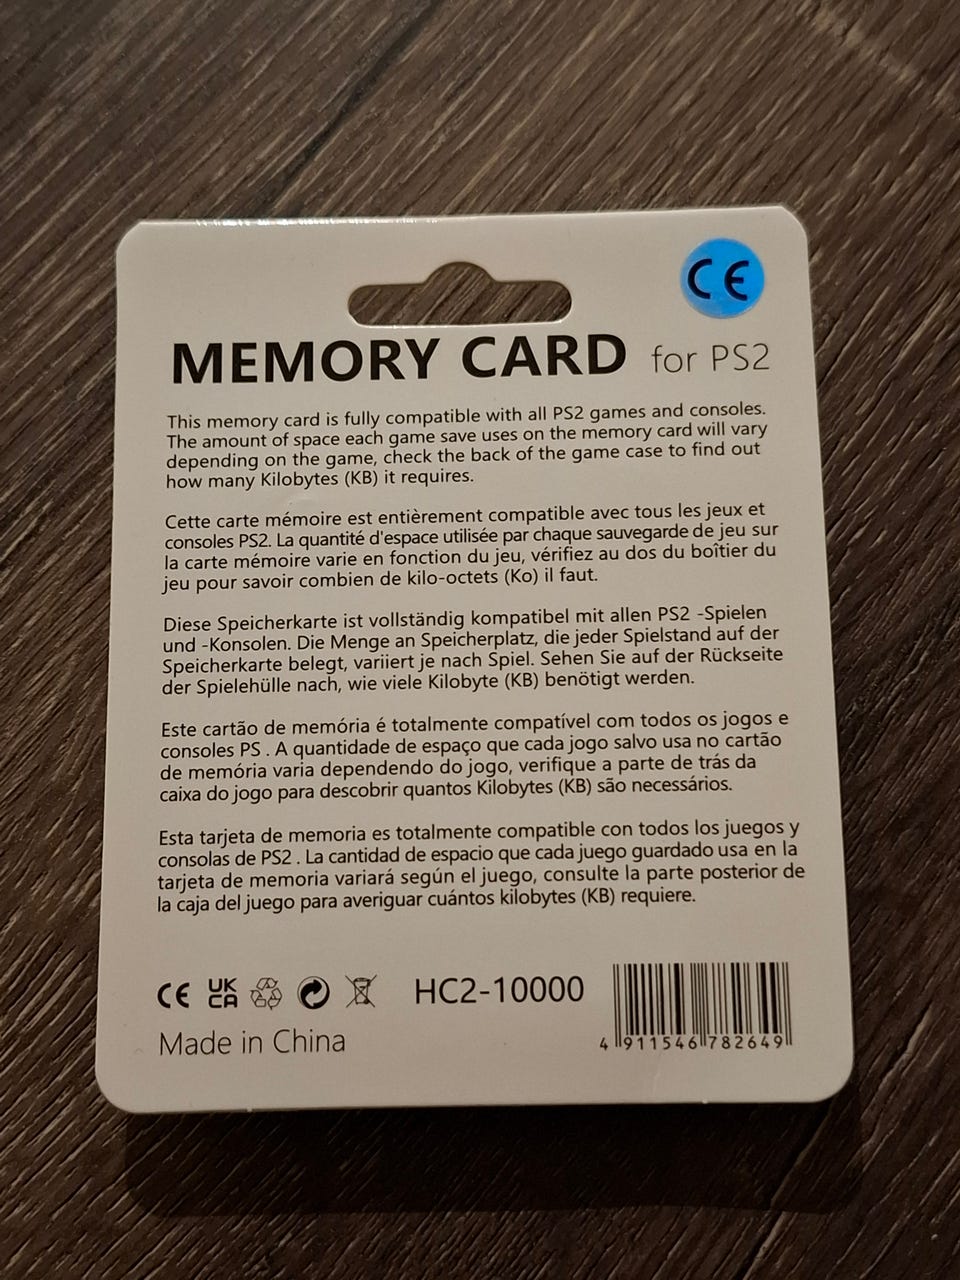 CE
MEMORY CARD for PS2
This memory card is fully compatible with all PS2 games and consoles.
The amount of space each game save uses on the memory card will vary
depending on the game, check the back of the game case to find out
how many Kilobytes (KB) it requires.
Cette carte mémoire est entièrement compatible avec tous les jeux et
consoles PS2. La quantité d'espace utilisée par chaque sauvegarde de jeu sur
la carte mémoire varie en fonction du jeu, vérifiez au dos du boîtier du
jeu pour savoir combien de kilo-octets (Ko) il faut.
Diese Speicherkarte ist vollständig kompatibel mit allen PS2 -Spielen
und -Konsolen. Die Menge an Speicherplatz, die jeder Spielstand auf der
Speicherkarte belegt, variiert je nach Spiel. Sehen Sie auf der Rückseite
der Spielehülle nach, wie viele Kilobyte (KB) benötigt werden.
Este cartão de memória é totalmente compatível com todos os jogos e
consoles PS . A quantidade de espaço que cada jogo salvo usa no cartão
de memória varia dependendo do jogo, verifique a parte de trás da
caixa do jogo para descobrir quantos Kilobytes (KB) são necessários.
Esta tarjeta de memoria es totalmente compatible con todos los juegos y
consolas de PS2 . La cantidad de espacio que cada juego guardado usa en la
tarjeta de memoria variará según el juego, consulte la parte posterior de
la caja del juego para averiguar cuántos kilobytes (KB) requiere.
CE UK CA HC2-10000
Made in China
4 911546 782649